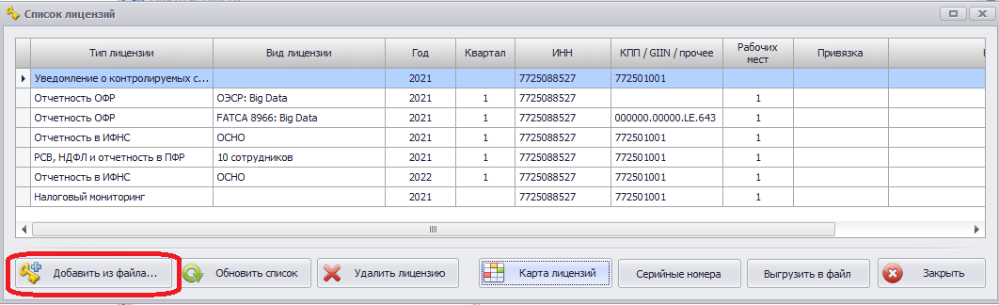 Список лицензий
Тип лицензии Вид лицензии Год Квартал ИНН КПП / GIIN / прочее Рабочих мест Привязка
Уведомление о контролируемых с... 2021 7725088527 772501001
Отчетность ОФР ОЭСР: Big Data 2021 1 7725088527 1
Отчетность ОФР FATCA 8966: Big Data 2021 1 7725088527 000000.00000.LE.643 1
Отчетность в ИФНС ОСНО 2021 1 7725088527 772501001 1
РСВ, НДФЛ и отчетность в ПФР 10 сотрудников 2021 1 7725088527 772501001 1
Отчетность в ИФНС ОСНО 2022 1 7725088527 772501001 1
Налоговый мониторинг 2021 7725088527 772501001 1
Добавить из файла... Обновить список Удалить лицензию Карта лицензий Серийные номера Выгрузить в файл Закрыть